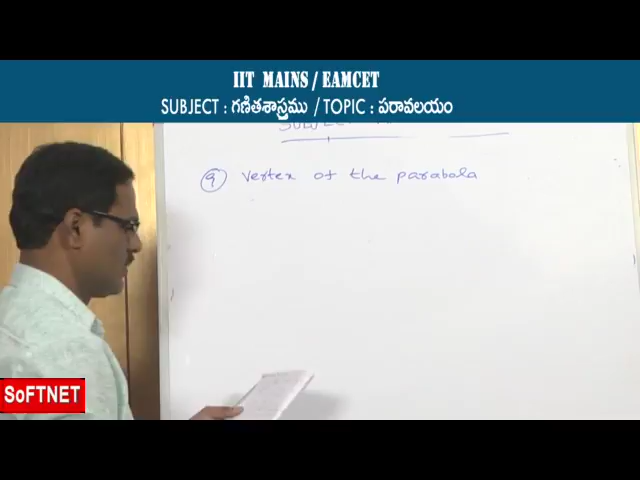 IIT MAINS / EAMCET
SUBJECT : గణితశాస్త్రము / TOPIC : పరావలయం
9 Vertex of the parabola
SoFTNET